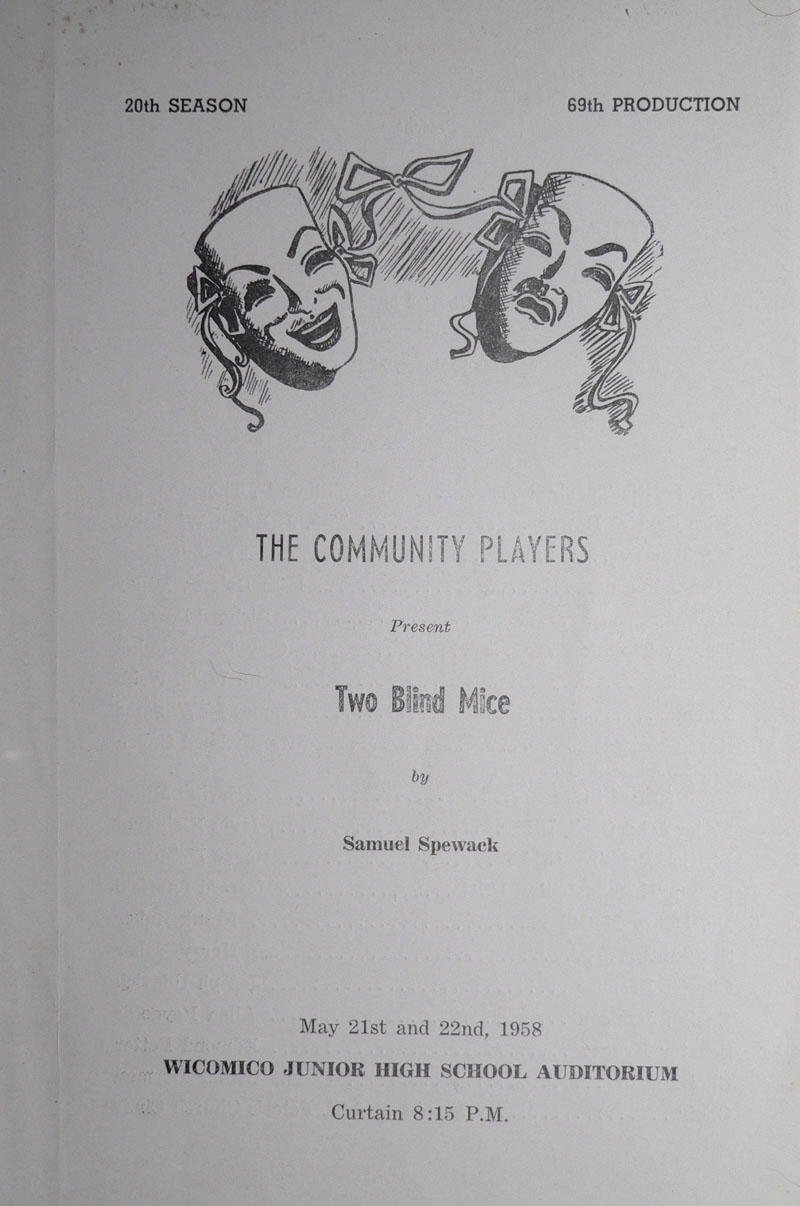 20th SEASON 69th PRODUCTION
THE COMMUNITY PLAYERS
Present
Two Blind Mice
by
Samuel Spewack
May 21st and 22nd, 1958
WICOMICO JUNIOR HIGH SCHOOL AUDITORIUM
Curtain 8:15 P.M.